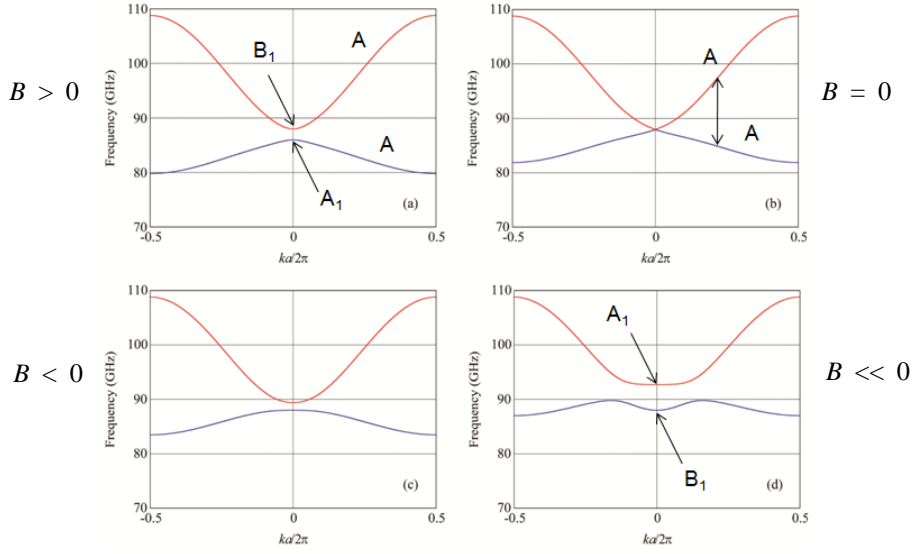 B > 0
110
100
90
80
70
Frequency (GHz)
B₁
A
A
A₁
(a)
-0.5
0
0.5
ka/2π
110
100
90
80
70
Frequency (GHz)
A
A
(b)
-0.5
0
0.5
ka/2π
B = 0
B < 0
110
100
90
80
70
Frequency (GHz)
(c)
-0.5
0
0.5
ka/2π
110
100
90
80
70
Frequency (GHz)
A₁
B₁
(d)
-0.5
0
0.5
ka/2π
B << 0